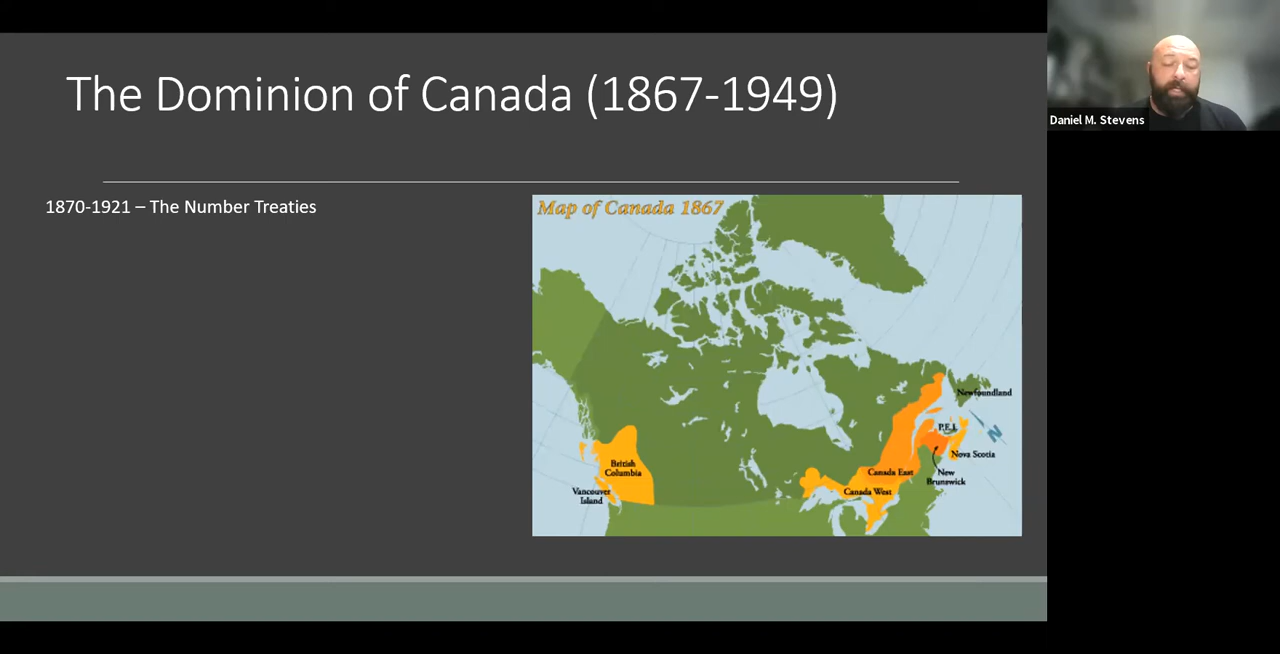 The Dominion of Canada (1867-1949)
Daniel M. Stevens
1870-1921 – The Number Treaties
Map of Canada 1867
Newfoundland
P.E.I.
N
Nova Scotia
New
Brunswick
Canada East
Canada West
British
Columbia
Vancouver
Island